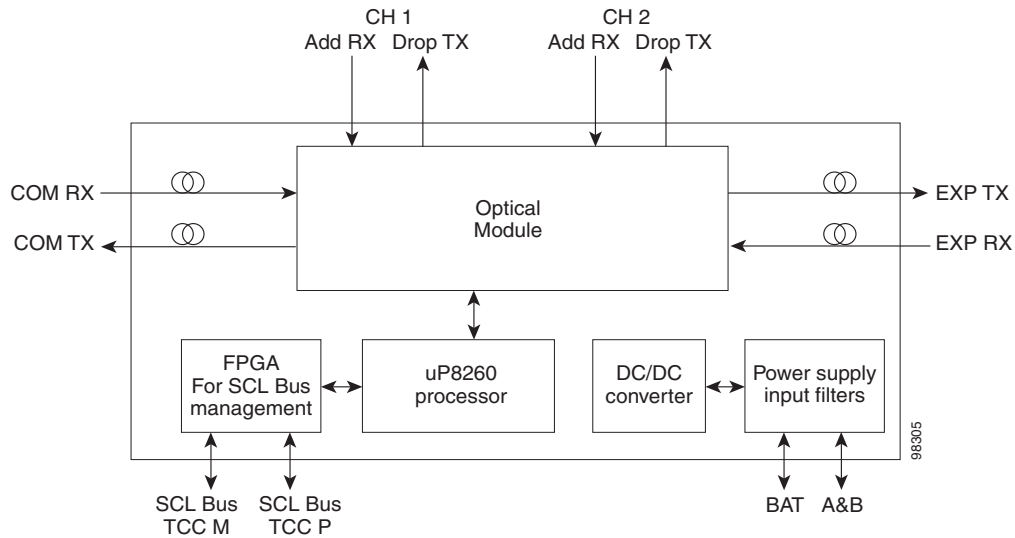 CH 1
CH 2
Add RX Drop TX
Add RX Drop TX
COM RX
COM TX
Optical
Module
EXP TX
EXP RX
FPGA
For SCL Bus
management
uP8260
processor
DC/DC
converter
Power supply
input filters
98305
SCL Bus
TCC M
SCL Bus
TCC P
BAT
A&B